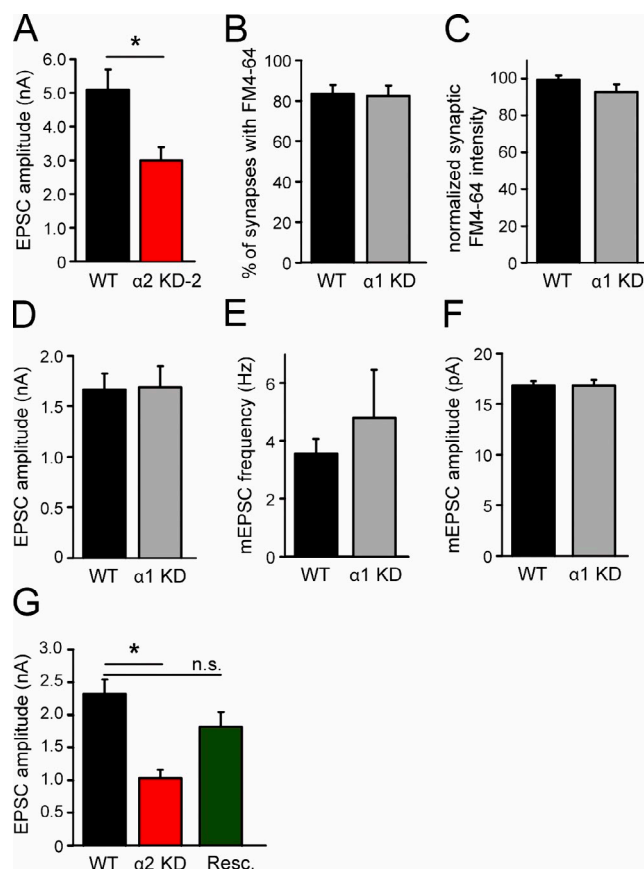 A
EPSC amplitude (nA)
6.0
5.0
4.0
3.0
2.0
1.0
0
*
WT
α2 KD-2
B
% of synapses with FM4-64
100
80
60
40
20
0
WT
α1 KD
C
normalized synaptic
FM4-64 intensity
100
80
60
40
20
0
WT
α1 KD
D
EPSC amplitude (nA)
2.0
1.5
1.0
0.5
0
WT
α1 KD
E
mEPSC frequency (Hz)
6
4
2
0
WT
α1 KD
F
mEPSC amplitude (pA)
20
15
10
5
0
WT
α1 KD
G
EPSC amplitude (nA)
3.0
2.5
2.0
1.5
1.0
0.5
0
*
n.s.
WT
α2 KD
Resc.